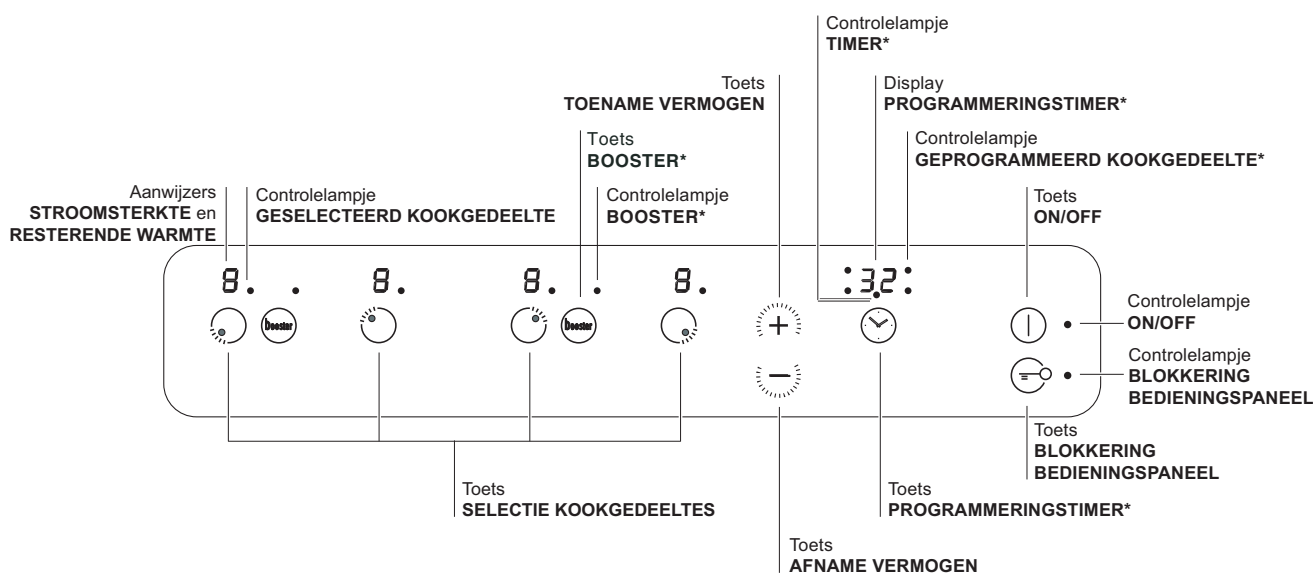 Controlelampje
TIMER*
Toets
TOENAME VERMOGEN
Display
PROGRAMMERINGSTIMER*
Toets
BOOSTER*
Controlelampje
GEPROGRAMMEERD KOOKGEDEELTE*
Aanwijzers
STROOMSTERKTE en
RESTERENDE WARMTE
Controlelampje
GESELECTEERD KOOKGEDEELTE
Controlelampje
BOOSTER*
Toets
ON/OFF
8. 8. 8. 8. 32
booster booster
+
−
Controlelampje
ON/OFF
Controlelampje
BLOKKERING
BEDIENINGSPANEEL
Toets
BLOKKERING
BEDIENINGSPANEEL
Toets
SELECTIE KOOKGEDEELTES
Toets
PROGRAMMERINGSTIMER*
Toets
AFNAME VERMOGEN